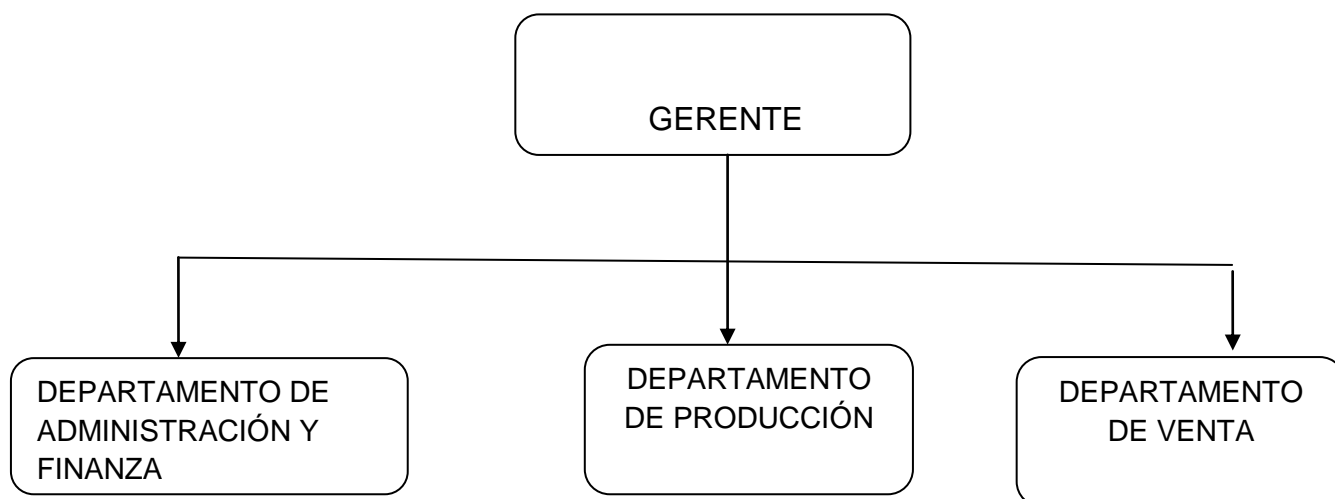 GERENTE
DEPARTAMENTO DE
ADMINISTRACIÓN Y
FINANZA
DEPARTAMENTO
DE PRODUCCIÓN
DEPARTAMENTO
DE VENTA